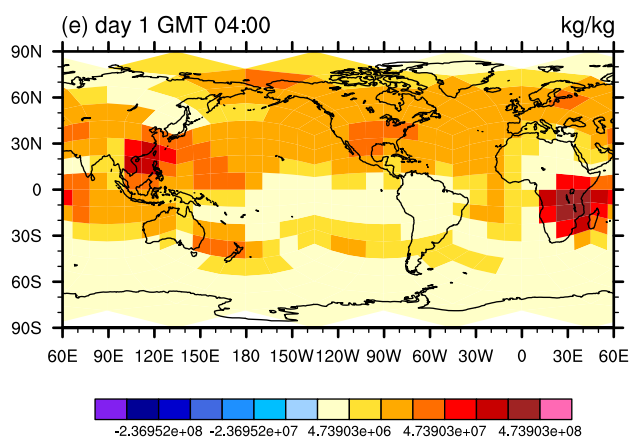 (e) day 1 GMT 04:00 kg/kg
90N
60N
30N
0
30S
60S
90S
60E 90E 120E 150E 180 150W 120W 90W 60W 30W 0 30E 60E
-2.36952e+08 -2.36952e+07 4.73903e+06 4.73903e+07 4.73903e+08